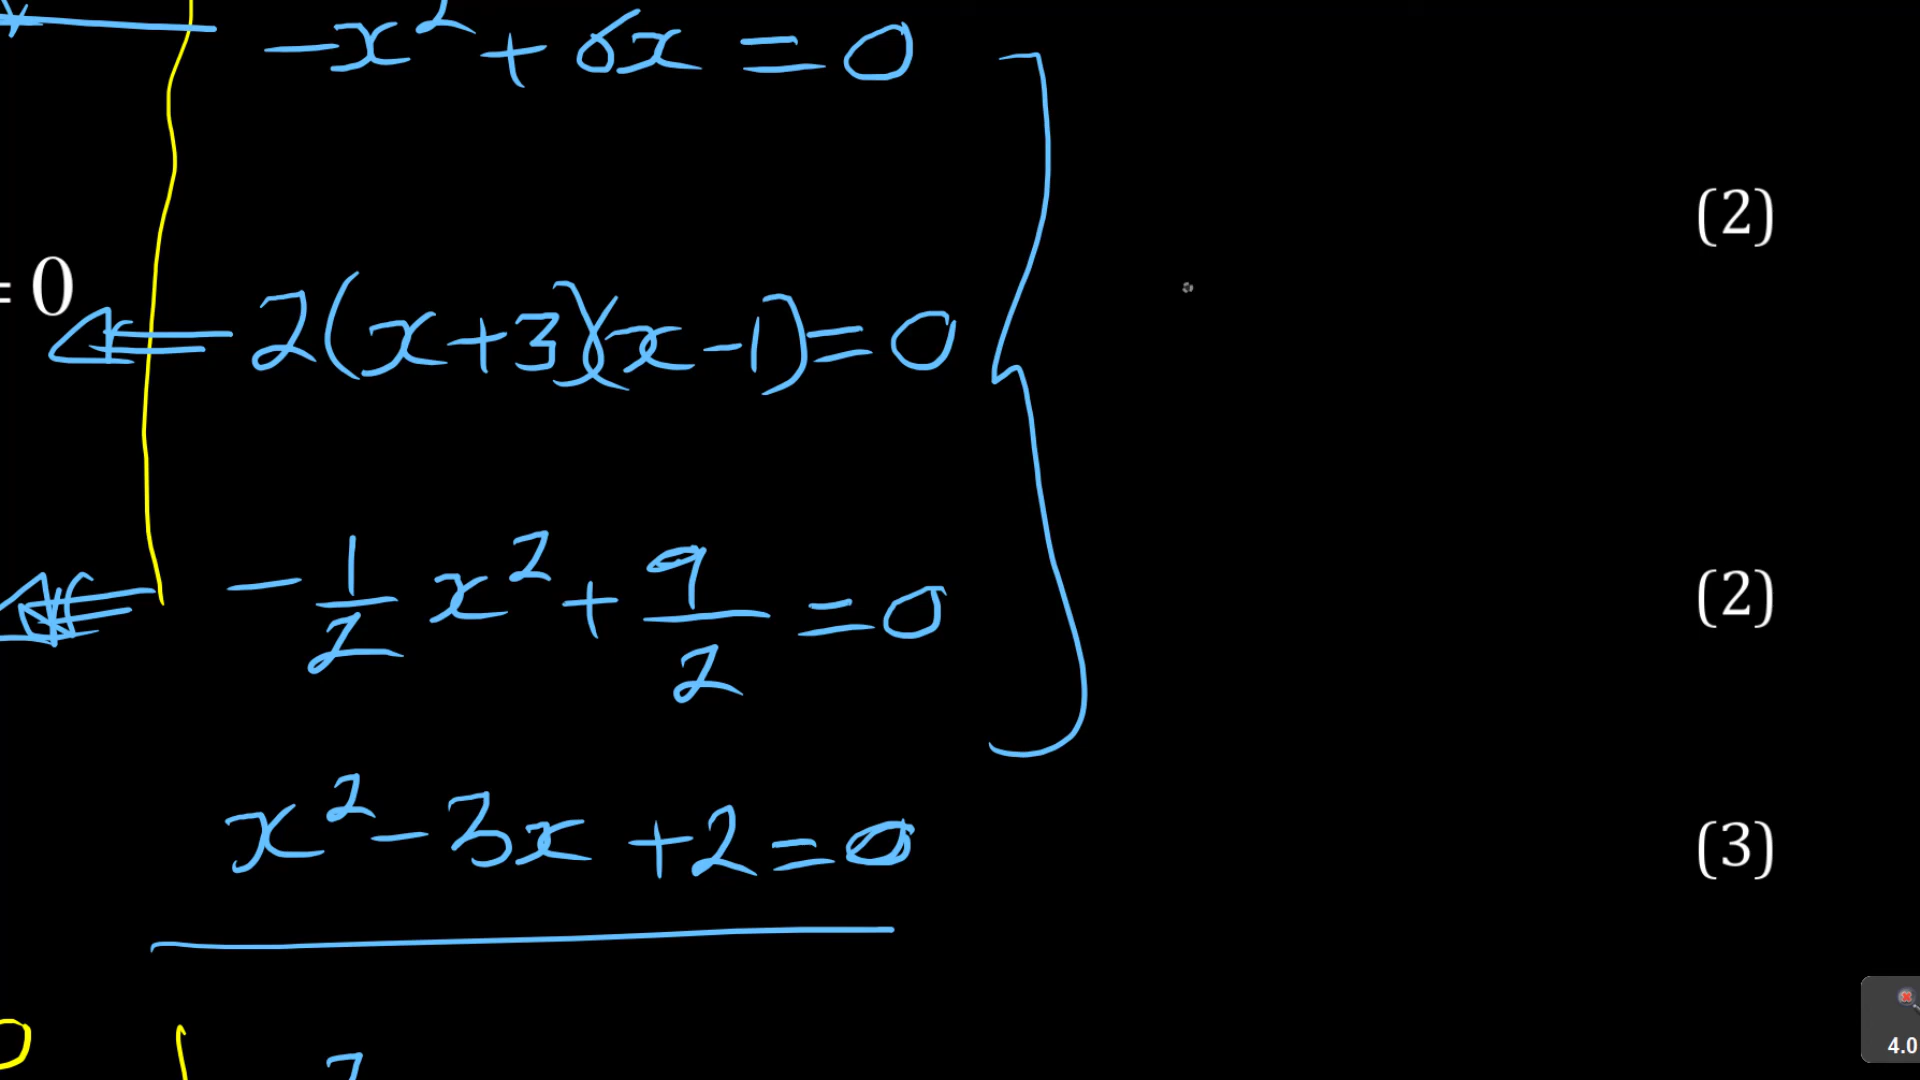 -x² + 6x = 0
(2)
= 0
2(x+3)(x-1)=0
-1/2 x² + 9/2 = 0
(2)
x² - 3x + 2 = 0
(3)
4.0